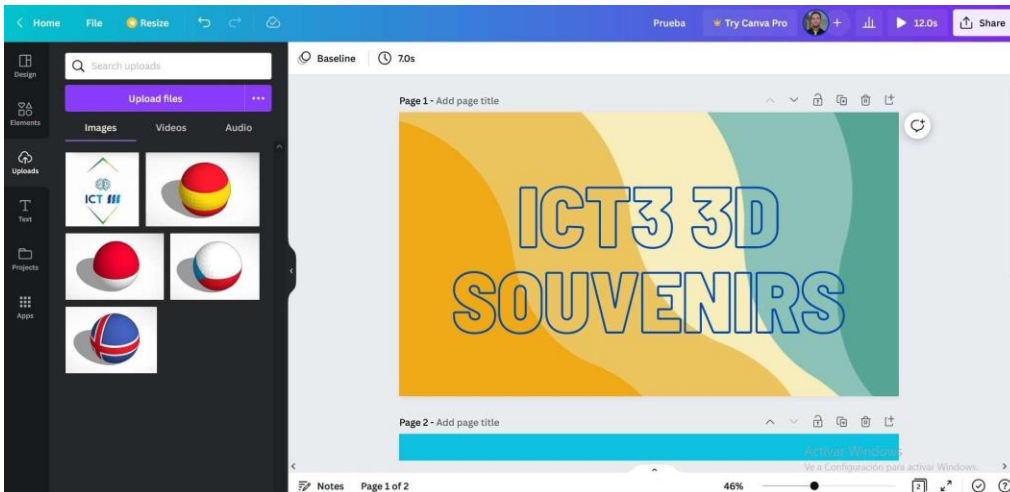 Home File Resize Prueba Try Canva Pro + 12.0s Share
Design
Elements
Uploads
Text
Projects
Apps
Search uploads
Upload files
Images Videos Audio
ICT III
Baseline 7.0s
Page 1 - Add page title
ICT3 3D
SOUVENIRS
Page 2 - Add page title
Activar Windows
Ve a Configuración para activar Windows.
Notes Page 1 of 2 46% 2